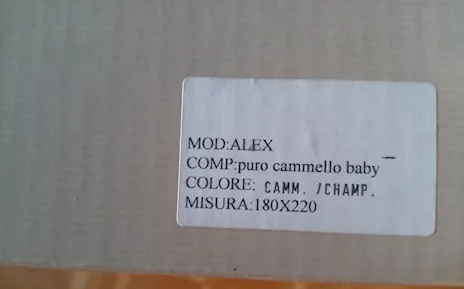 MOD:ALEX
COMP:puro cammello baby
COLORE: CAMM. /CHAMP.
MISURA:180X220